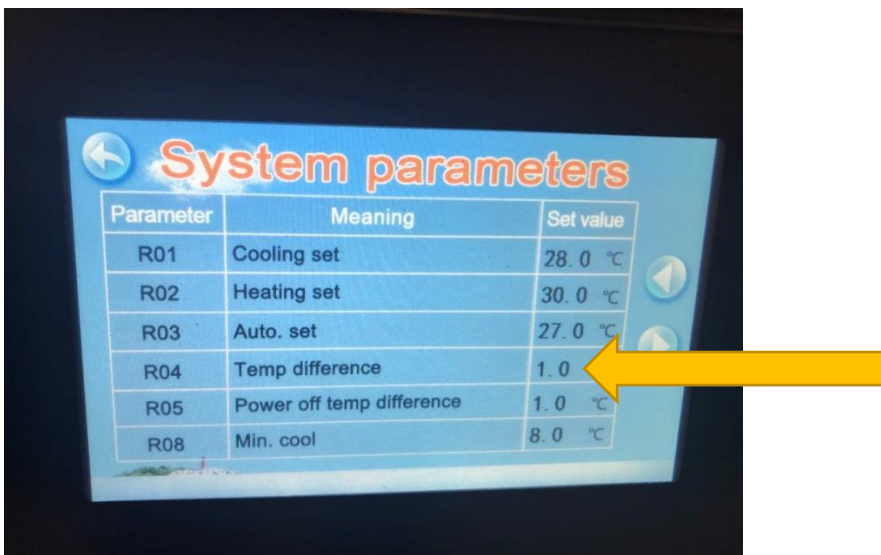 System parameters
Parameter Meaning Set value
R01 Cooling set 28.0 °C
R02 Heating set 30.0 °C
R03 Auto. set 27.0 °C
R04 Temp difference 1.0
R05 Power off temp difference 1.0 °C
R08 Min. cool 8.0 °C